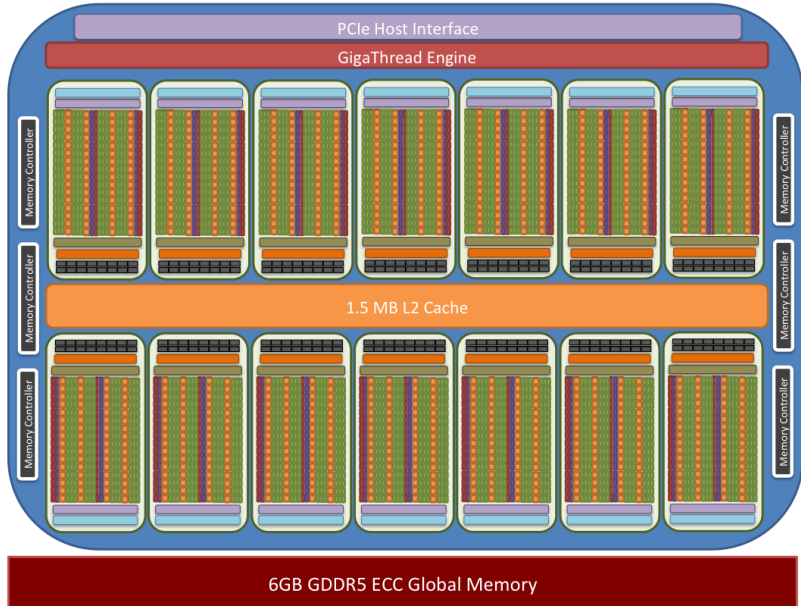 PCIe Host Interface
GigaThread Engine
Memory Controller
Memory Controller
Memory Controller
1.5 MB L2 Cache
Memory Controller
Memory Controller
Memory Controller
6GB GDDR5 ECC Global Memory